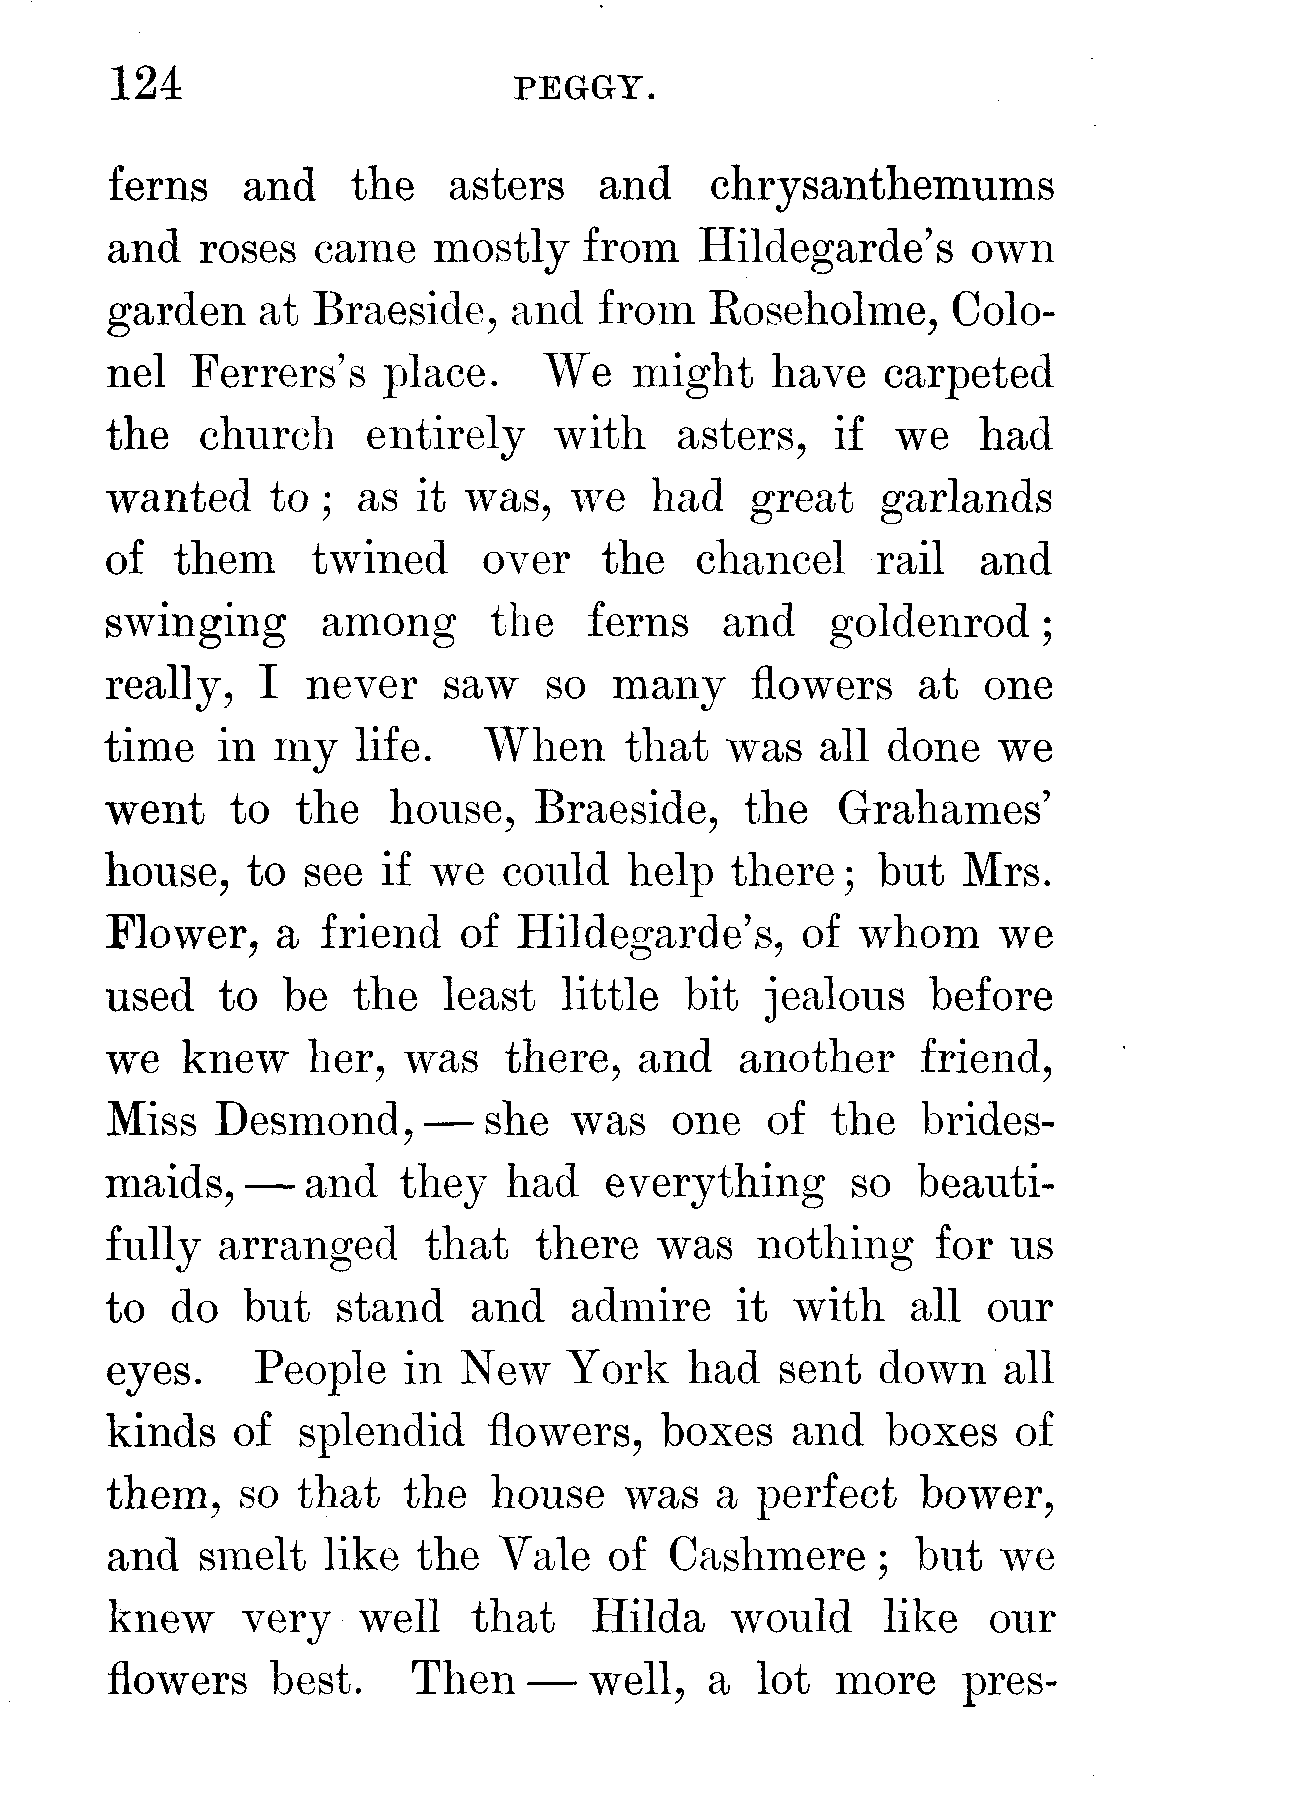 124 PEGGY.
ferns and the asters and chrysanthemums
and roses came mostly from Hildegarde's own
garden at Braeside, and from Roseholme, Colo-
nel Ferrers's place. We might have carpeted
the church entirely with asters, if we had
wanted to ; as it was, we had great garlands
of them twined over the chancel rail and
swinging among the ferns and goldenrod ;
really, I never saw so many flowers at one
time in my life. When that was all done we
went to the house, Braeside, the Grahames'
house, to see if we could help there ; but Mrs.
Flower, a friend of Hildegarde's, of whom we
used to be the least little bit jealous before
we knew her, was there, and another friend,
Miss Desmond, — she was one of the brides-
maids, — and they had everything so beauti-
fully arranged that there was nothing for us
to do but stand and admire it with all our
eyes. People in New York had sent down all
kinds of splendid flowers, boxes and boxes of
them, so that the house was a perfect bower,
and smelt like the Vale of Cashmere ; but we
knew very well that Hilda would like our
flowers best. Then — well, a lot more pres-